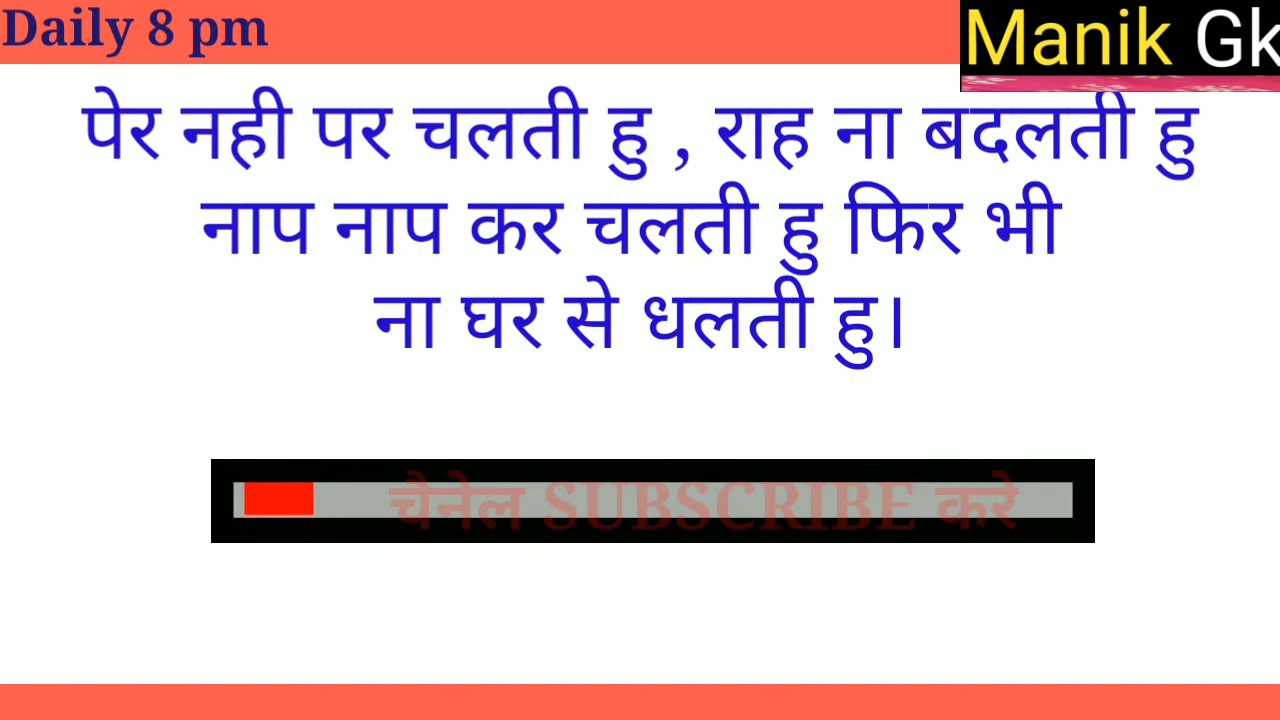 Daily 8 pm
Manik Gk
पेर नही पर चलती हु , राह ना बदलती हु
नाप नाप कर चलती हु फिर भी
ना घर से धलती हु।
चैनेल SUBSCRIBE करे